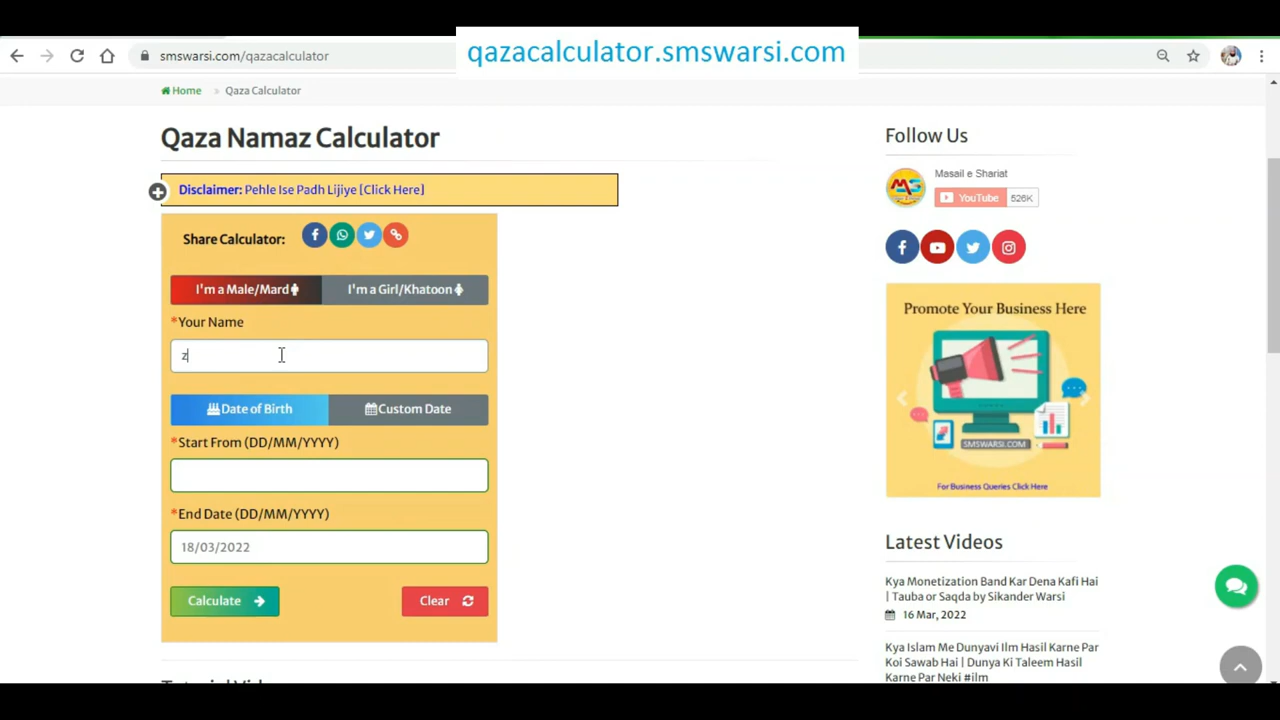 qazacalculator.smswarsi.com
smswarsi.com/qazacalculator
Home » Qaza Calculator
Qaza Namaz Calculator
Disclaimer: Pehle Ise Padh Lijiye [Click Here]
Share Calculator:
I'm a Male/Mard
I'm a Girl/Khatoon
*Your Name
z
Date of Birth
Custom Date
*Start From (DD/MM/YYYY)
*End Date (DD/MM/YYYY)
18/03/2022
Calculate
Clear
Follow Us
MS
Masail e Shariat
YouTube 526K
Promote Your Business Here
SMSWARSI.COM
For Business Queries Click Here
Latest Videos
Kya Monetization Band Kar Dena Kafi Hai
| Tauba or Saqda by Sikander Warsi
16 Mar, 2022
Kya Islam Me Dunyavi Ilm Hasil Karne Par
Koi Sawab Hai | Dunya Ki Taleem Hasil
Karne Par Neki #ilm